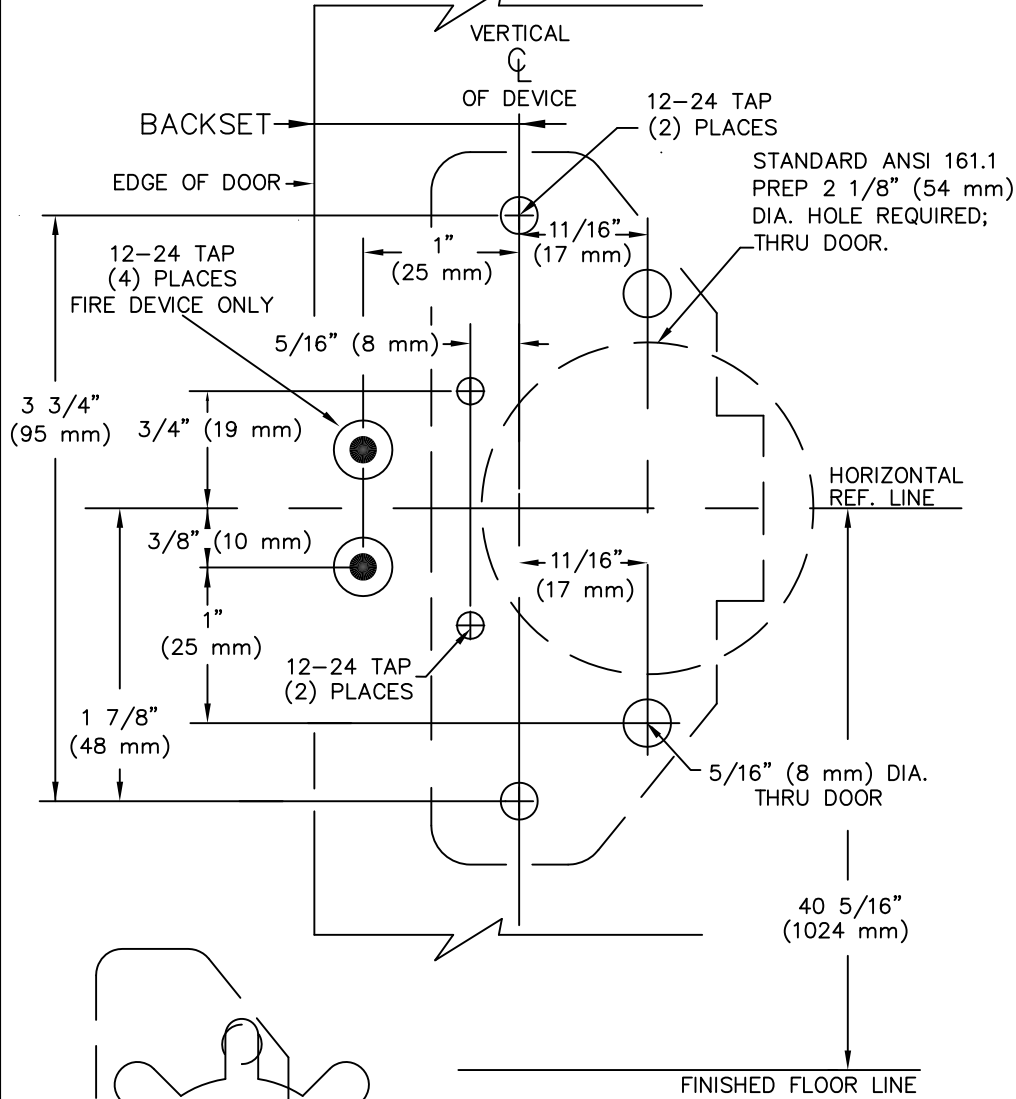 VERTICAL
℄
OF DEVICE
BACKSET
12-24 TAP
(2) PLACES
EDGE OF DOOR
STANDARD ANSI 161.1
PREP 2 1/8" (54 mm)
DIA. HOLE REQUIRED;
THRU DOOR.
11/16"
(17 mm)
1"
(25 mm)
12-24 TAP
(4) PLACES
FIRE DEVICE ONLY
5/16" (8 mm)
3 3/4"
(95 mm)
3/4" (19 mm)
HORIZONTAL
REF. LINE
3/8" (10 mm)
11/16"
(17 mm)
1"
(25 mm)
12-24 TAP
(2) PLACES
1 7/8"
(48 mm)
5/16" (8 mm) DIA.
THRU DOOR
40 5/16"
(1024 mm)
FINISHED FLOOR LINE